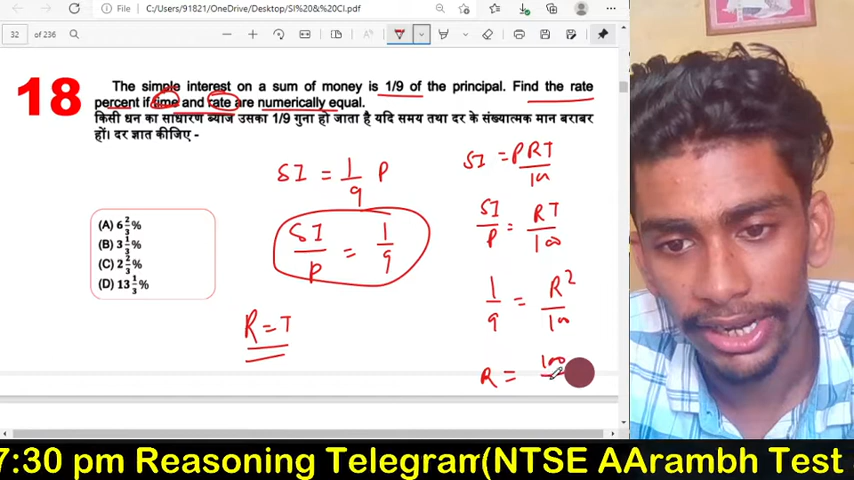 C:/Users/91821/OneDrive/Desktop/SI%20&%20CI.pdf
32 of 236
18
The simple interest on a sum of money is 1/9 of the principal. Find the rate
percent if time and rate are numerically equal.
किसी धन का साधारण ब्याज उसका 1/9 गुना हो जाता है यदि समय तथा दर के संख्यात्मक मान बराबर
हों। दर ज्ञात कीजिए -
(A) 6 2/3 %
(B) 3 1/3 %
(C) 2 2/3 %
(D) 13 1/3 %
SI = 1/9 P
SI/P = 1/9
R = T
SI = PRT/100
SI/P = RT/100
1/9 = R²/100
R = 100
7:30 pm Reasoning Telegram(NTSE AArambh Test